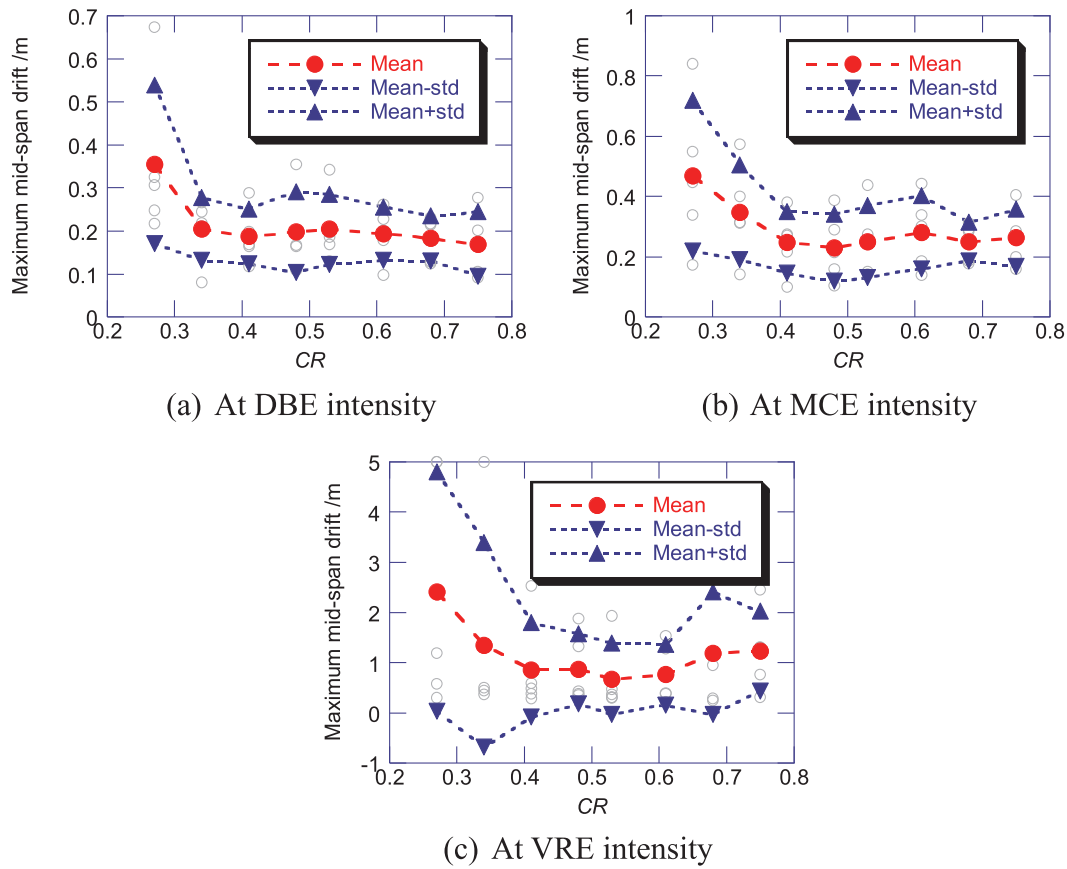 Maximum mid-span drift /m
0.7
0.6
0.5
0.4
0.3
0.2
0.1
0
Mean
Mean-std
Mean+std
0.2 0.3 0.4 0.5 0.6 0.7 0.8
CR
(a) At DBE intensity
Maximum mid-span drift /m
1
0.8
0.6
0.4
0.2
0
Mean
Mean-std
Mean+std
0.2 0.3 0.4 0.5 0.6 0.7 0.8
CR
(b) At MCE intensity
Maximum mid-span drift /m
5
4
3
2
1
0
-1
Mean
Mean-std
Mean+std
0.2 0.3 0.4 0.5 0.6 0.7 0.8
CR
(c) At VRE intensity